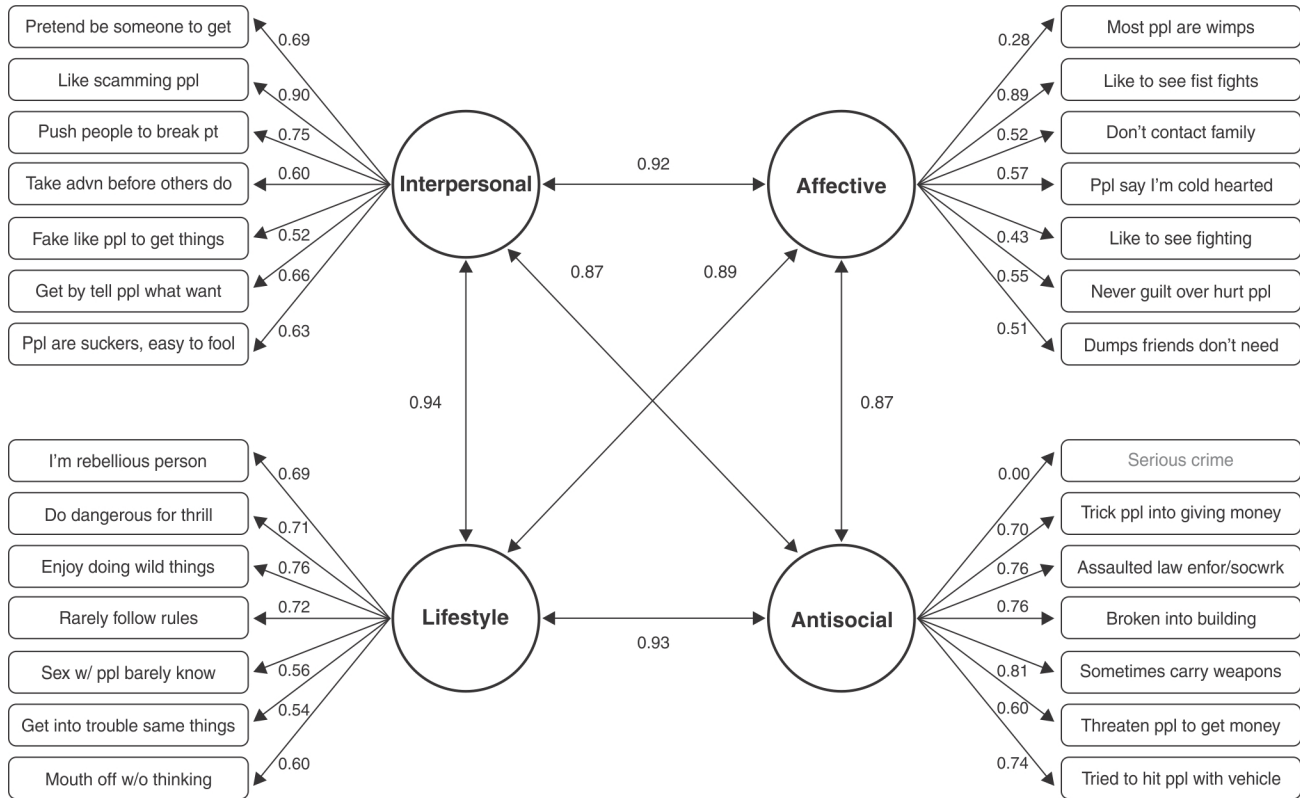 Pretend be someone to get
0.69
Like scamming ppl
0.90
Push people to break pt
0.75
Take advn before others do
0.60
Fake like ppl to get things
0.52
Get by tell ppl what want
0.66
Ppl are suckers, easy to fool
0.63
Interpersonal
0.92
Affective
0.28
Most ppl are wimps
0.89
Like to see fist fights
0.52
Don’t contact family
0.57
Ppl say I’m cold hearted
0.43
Like to see fighting
0.55
Never guilt over hurt ppl
0.51
Dumps friends don’t need
0.87
0.89
0.94
0.87
I’m rebellious person
0.69
Do dangerous for thrill
0.71
Enjoy doing wild things
0.76
Rarely follow rules
0.72
Sex w/ ppl barely know
0.56
Get into trouble same things
0.54
Mouth off w/o thinking
0.60
Lifestyle
0.93
Antisocial
0.00
Serious crime
0.70
Trick ppl into giving money
0.76
Assaulted law enfor/socwrk
0.76
Broken into building
0.81
Sometimes carry weapons
0.60
Threaten ppl to get money
0.74
Tried to hit ppl with vehicle